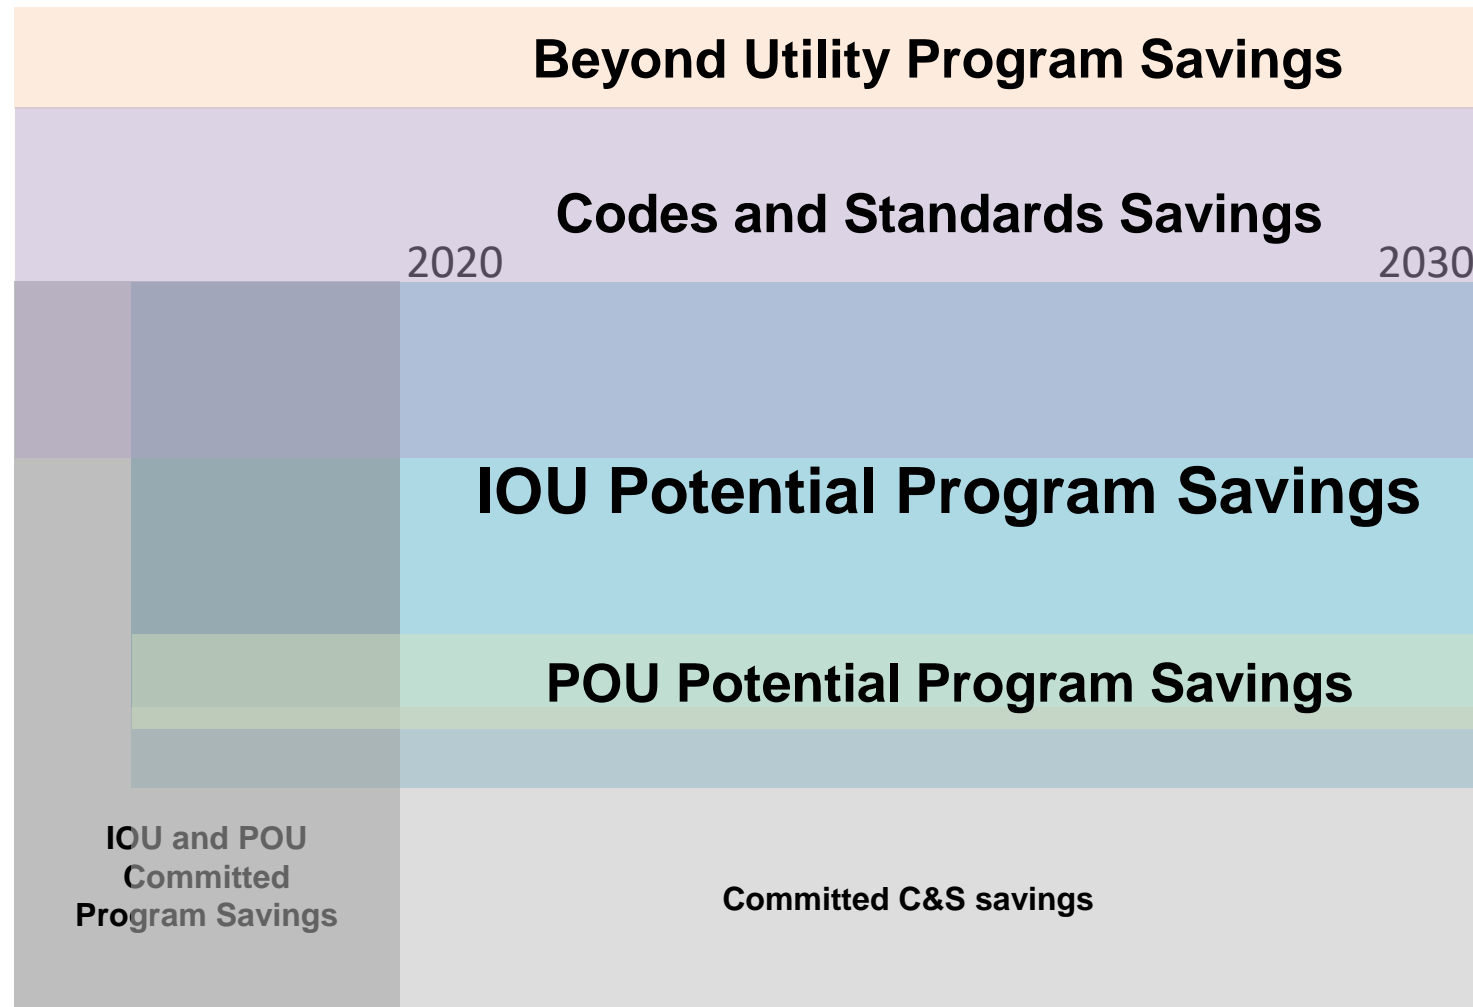 Beyond Utility Program Savings
Codes and Standards Savings
2020
2030
IOU Potential Program Savings
POU Potential Program Savings
IOU and POU
Committed
Program Savings
Committed C&S savings